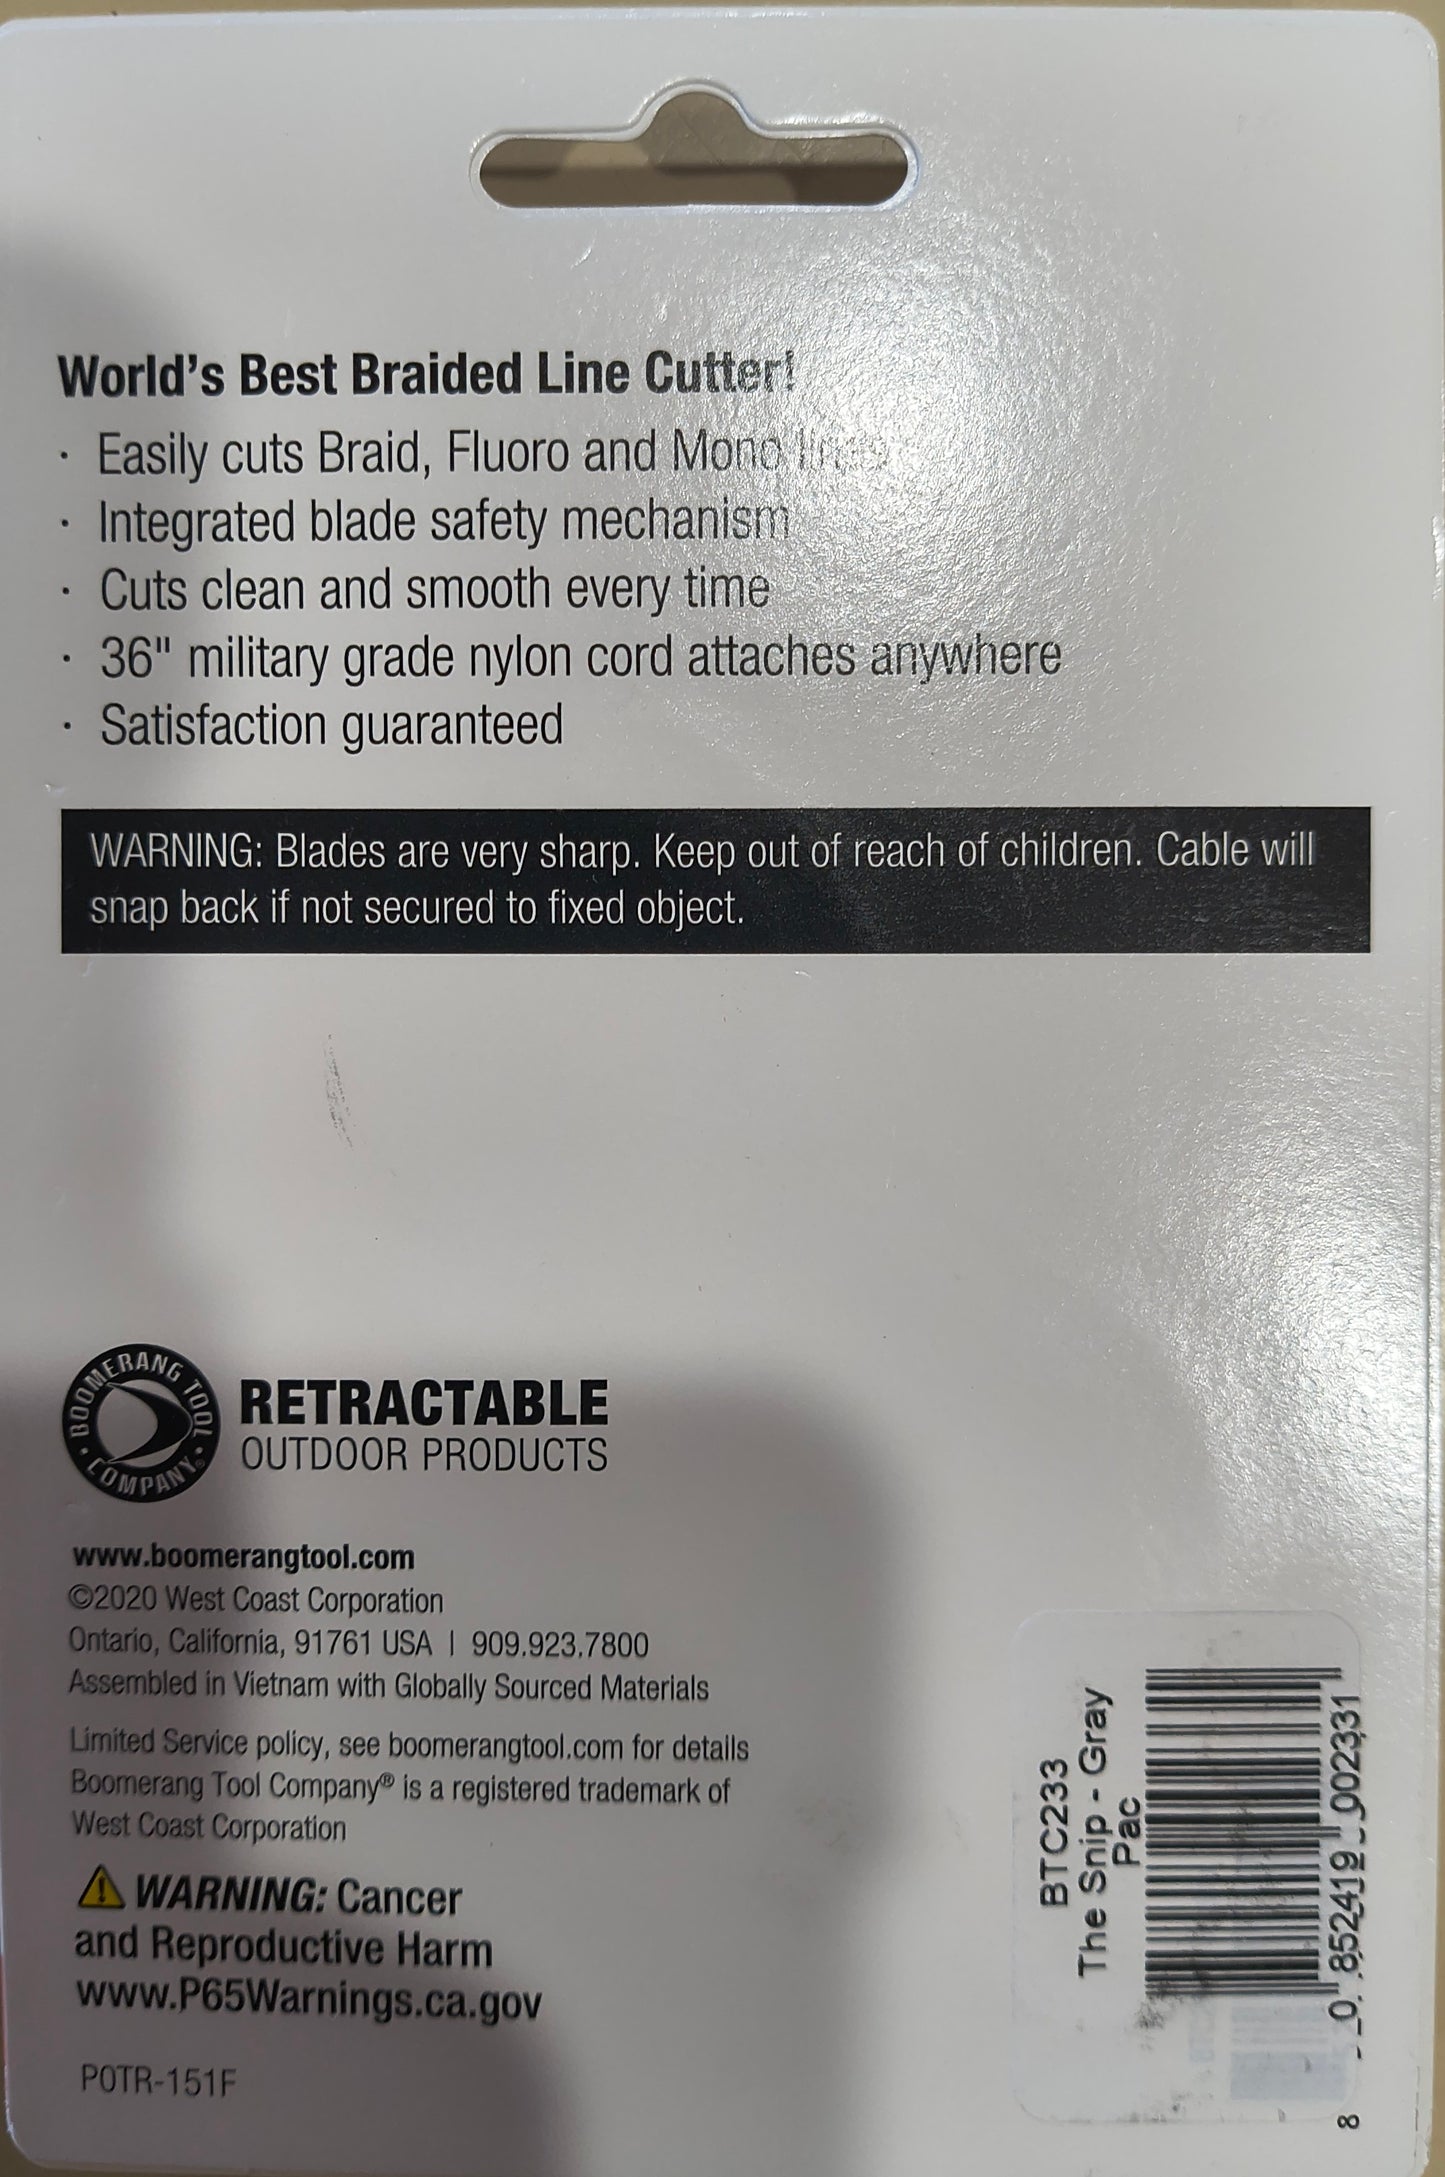 World's Best Braided Line Cutter!
· Easily cuts Braid, Fluoro and Mono lines
· Integrated blade safety mechanism
· Cuts clean and smooth every time
· 36" military grade nylon cord attaches anywhere
· Satisfaction guaranteed
WARNING: Blades are very sharp. Keep out of reach of children. Cable will
snap back if not secured to fixed object.
BOOMERANG TOOL
· COMPANY® ·
RETRACTABLE
OUTDOOR PRODUCTS
www.boomerangtool.com
©2020 West Coast Corporation
Ontario, California, 91761 USA | 909.923.7800
Assembled in Vietnam with Globally Sourced Materials
Limited Service policy, see boomerangtool.com for details
Boomerang Tool Company® is a registered trademark of
West Coast Corporation
WARNING: Cancer
and Reproductive Harm
www.P65Warnings.ca.gov
POTR-151F
BTC233
The Snip - Gray
Pac
852419 002331
8